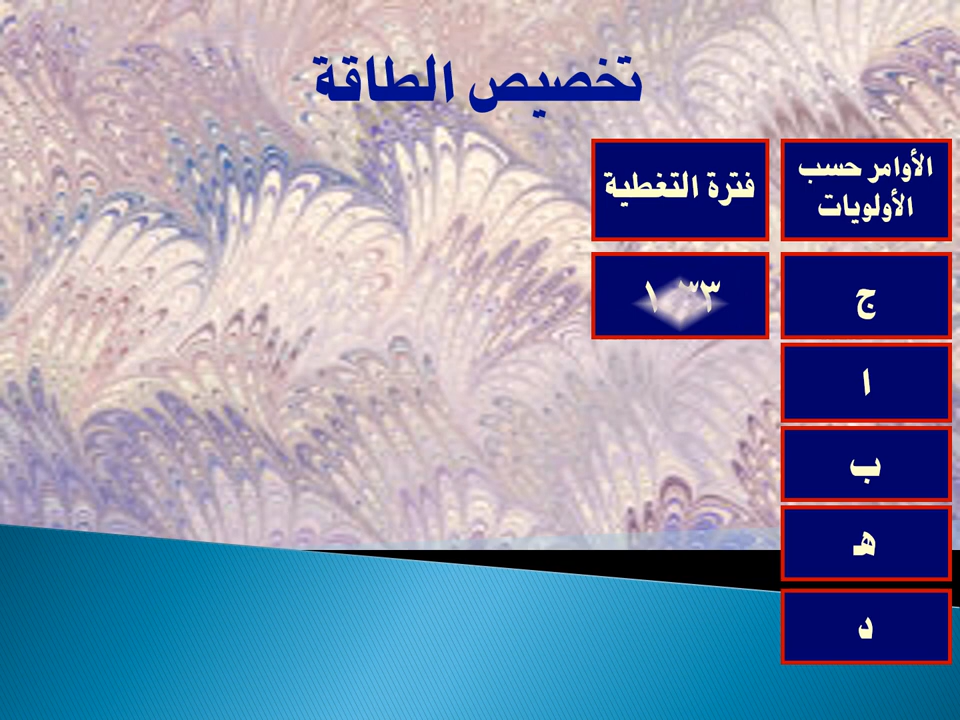 تخصيص الطاقة
الأوامر حسب
الأولويات
فترة التغطية
ج
ا
ب
هـ
د